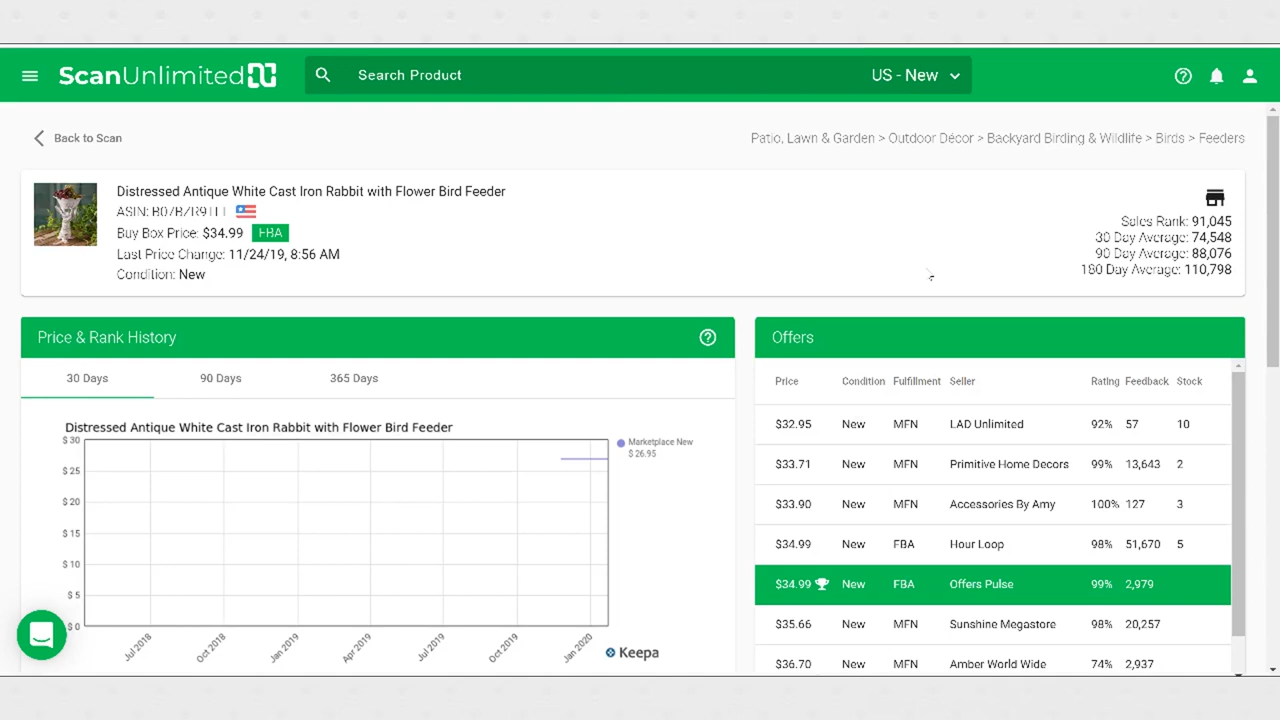 ScanUnlimited
Search Product
US - New
Back to Scan
Patio, Lawn & Garden > Outdoor Décor > Backyard Birding & Wildlife > Birds > Feeders
Distressed Antique White Cast Iron Rabbit with Flower Bird Feeder
ASIN:
Buy Box Price: $34.99 FBA
Last Price Change: 11/24/19, 8:56 AM
Condition: New
Sales Rank: 91,045
30 Day Average: 74,548
90 Day Average: 88,076
180 Day Average: 110,798
Price & Rank History
30 Days 90 Days 365 Days
Distressed Antique White Cast Iron Rabbit with Flower Bird Feeder
$ 30
$ 25
$ 20
$ 15
$ 10
$ 5
$ 0
Jul 2018 Oct 2018 Jan 2019 Apr 2019 Jul 2019 Oct 2019 Jan 2020
Marketplace New
$ 26.95
Keepa
Offers
Price Condition Fulfillment Seller Rating Feedback Stock
$32.95 New MFN LAD Unlimited 92% 57 10
$33.71 New MFN Primitive Home Decors 99% 13,643 2
$33.90 New MFN Accessories By Amy 100% 127 3
$34.99 New FBA Hour Loop 98% 51,670 5
$34.99 New FBA Offers Pulse 99% 2,979
$35.66 New MFN Sunshine Megastore 98% 20,257
$36.70 New MFN Amber World Wide 74% 2,937